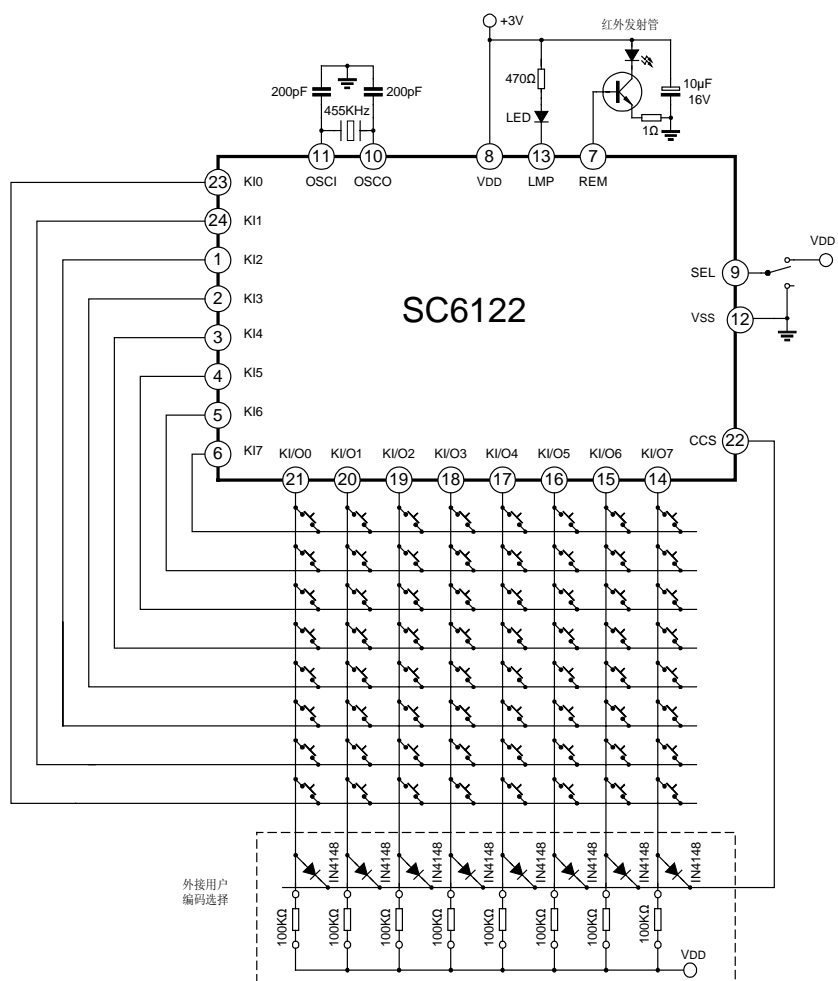 +3V
红外发射管
200pF
200pF
455KHz
470Ω
LED
10μF
16V
1Ω
11
10
8
13
7
OSCI
OSCO
VDD
LMP
REM
23
KI0
24
KI1
1
KI2
2
KI3
3
KI4
4
KI5
5
KI6
6
KI7
SC6122
SEL
9
VDD
VSS
12
CCS
22
KI/O0
KI/O1
KI/O2
KI/O3
KI/O4
KI/O5
KI/O6
KI/O7
21
20
19
18
17
16
15
14
外接用户
编码选择
IN4148
IN4148
IN4148
IN4148
IN4148
IN4148
IN4148
IN4148
100KΩ
100KΩ
100KΩ
100KΩ
100KΩ
100KΩ
100KΩ
100KΩ
VDD